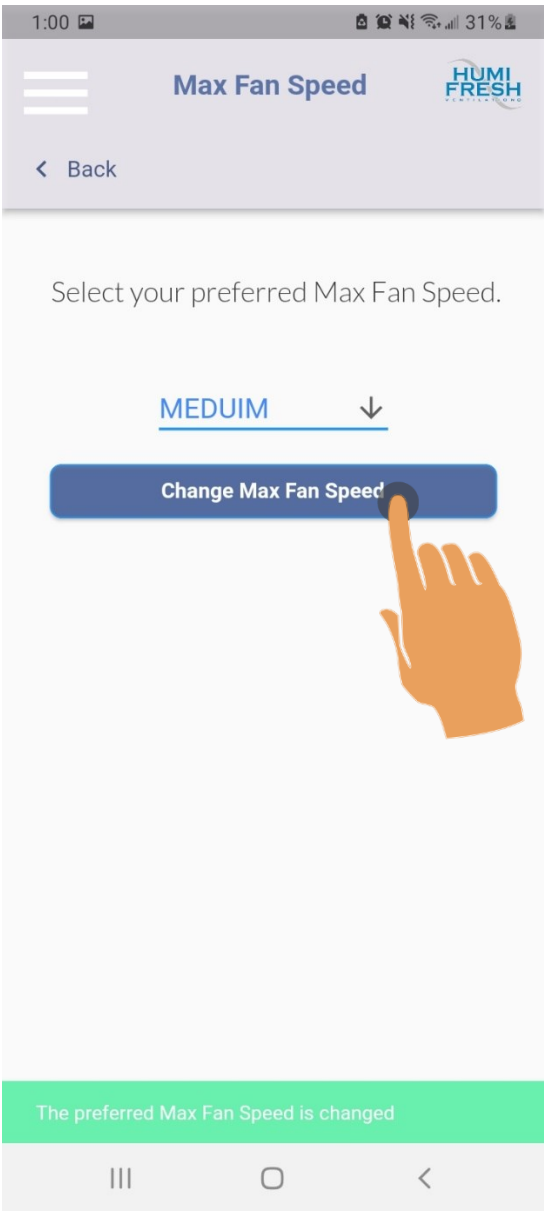 1:00 31%
Max Fan Speed
HUMI
FRESH
Back
Select your preferred Max Fan Speed.
MEDUIM
Change Max Fan Speed
The preferred Max Fan Speed is changed